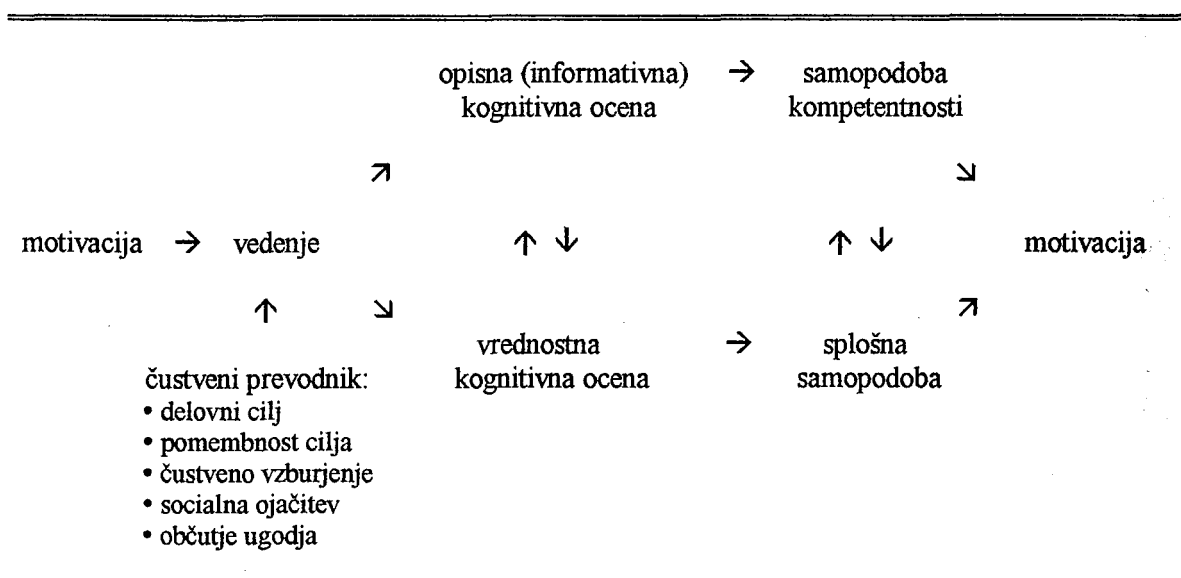 opisna (informativna) → samopodoba
kognitivna ocena kompetentnosti
↗ ↘
motivacija → vedenje ↑ ↓ ↑ ↓ motivacija
↑ ↘ ↗
vrednostna → splošna
čustveni prevodnik: kognitivna ocena samopodoba
• delovni cilj
• pomembnost cilja
• čustveno vzburjenje
• socialna ojačitev
• občutje ugodja